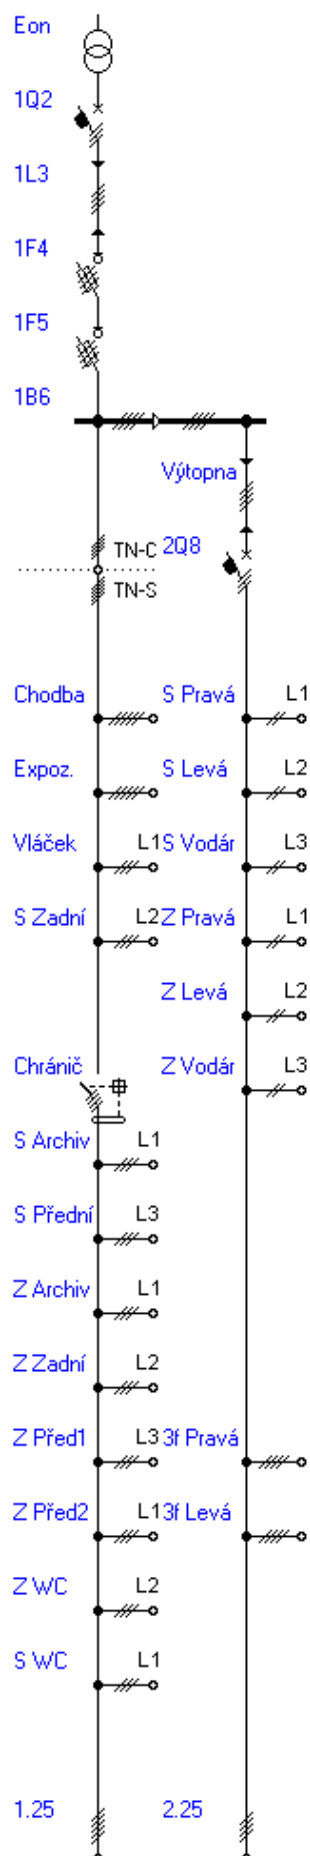 Eon
1Q2
1L3
1F4
1F5
1B6
Výtopna
TN-C 2Q8
TN-S
Chodba S Pravá L1
Expoz. S Levá L2
Vláček L1 S Vodár L3
S Zadní L2 Z Pravá L1
Z Levá L2
Chránič Z Vodár L3
S Archiv L1
S Přední L3
Z Archiv L1
Z Zadní L2
Z Před1 L3 3f Pravá
Z Před2 L1 3f Levá
Z WC L2
S WC L1
1.25 2.25